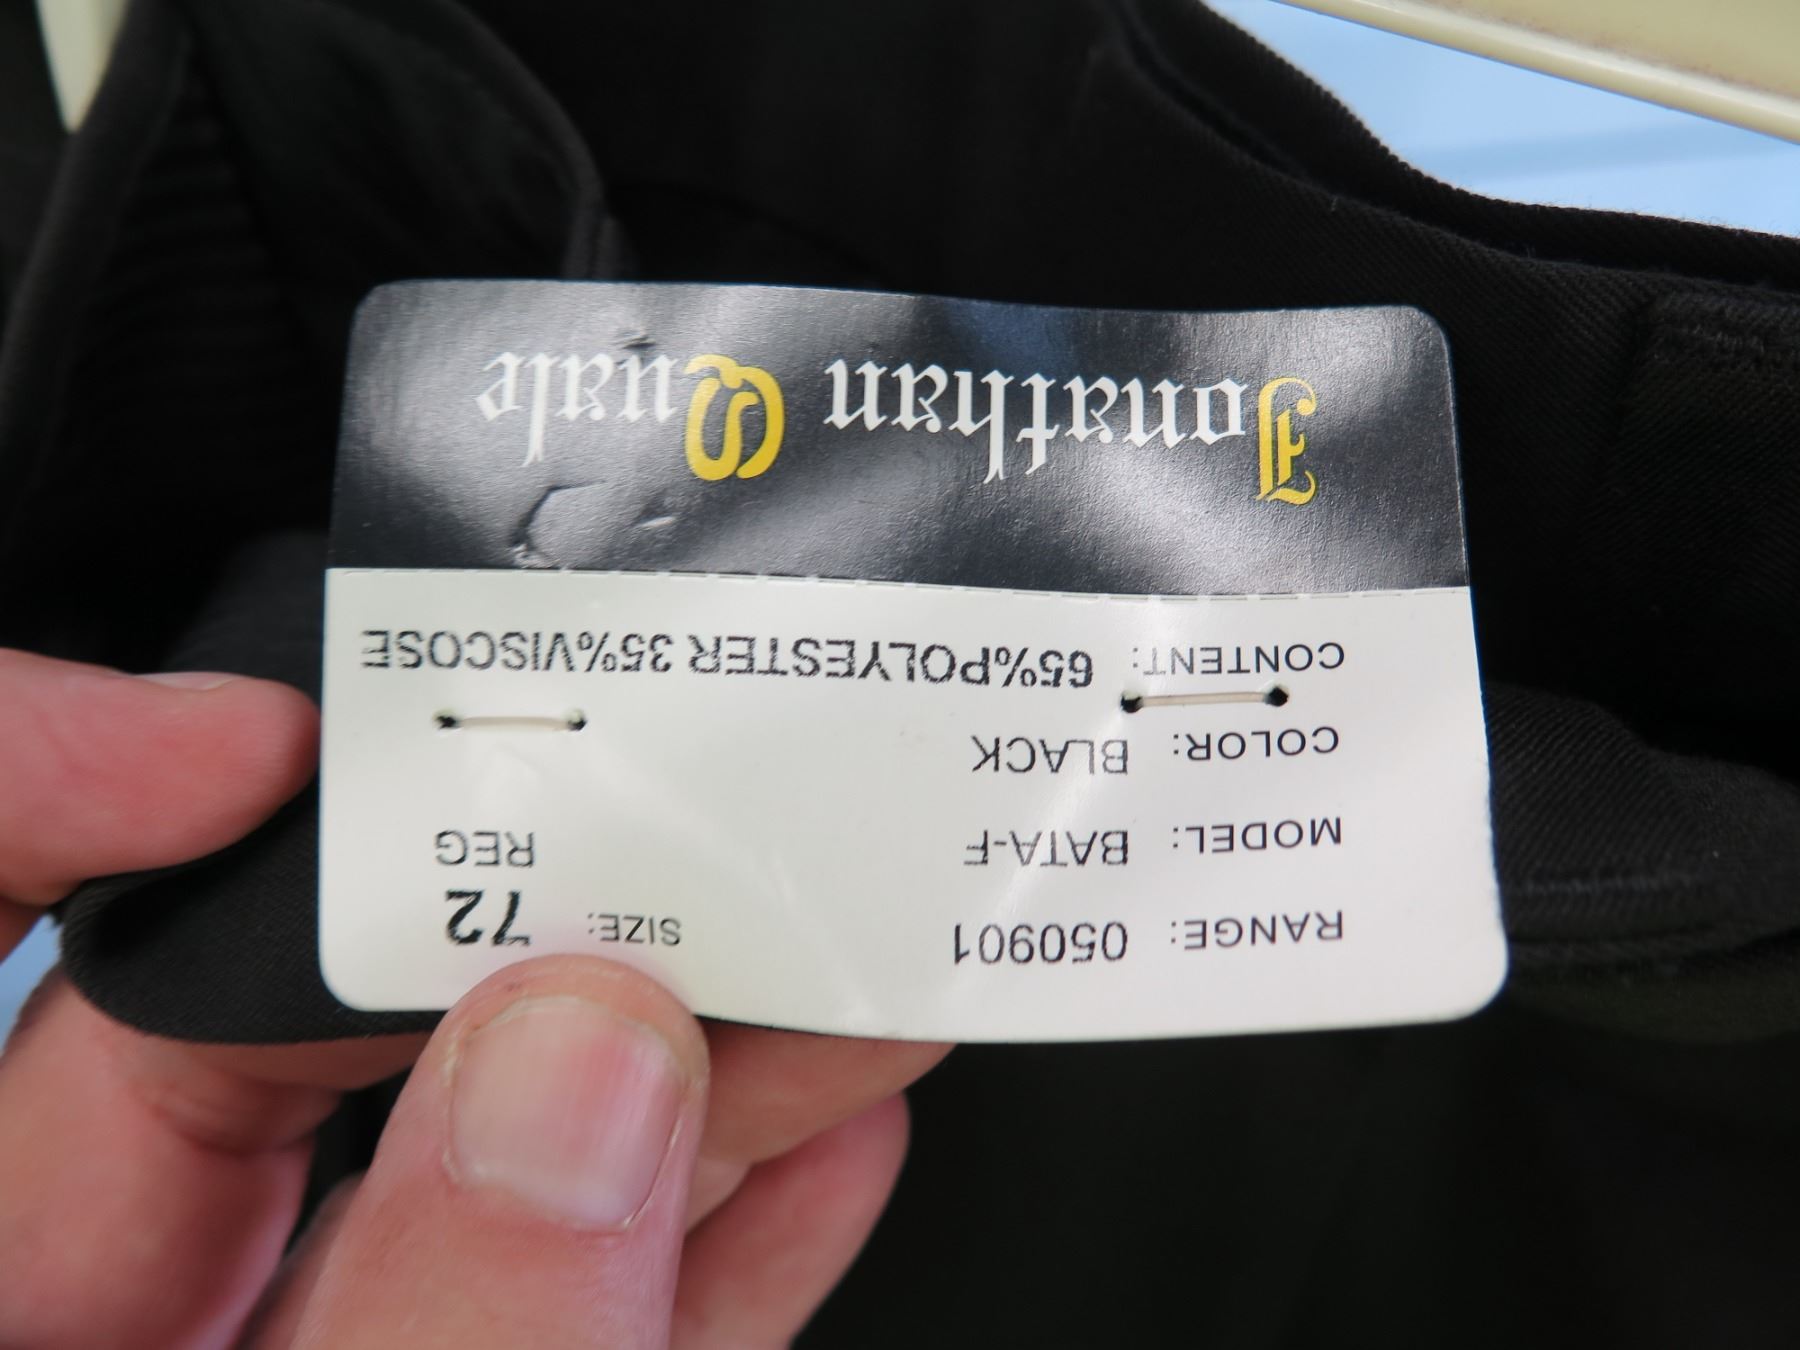 Jonathan Quale
CONTENT: 65%POLYESTER 35%VISCOSE
COLOR: BLACK
MODEL: BATA-F REG
RANGE: 050901 SIZE: 72